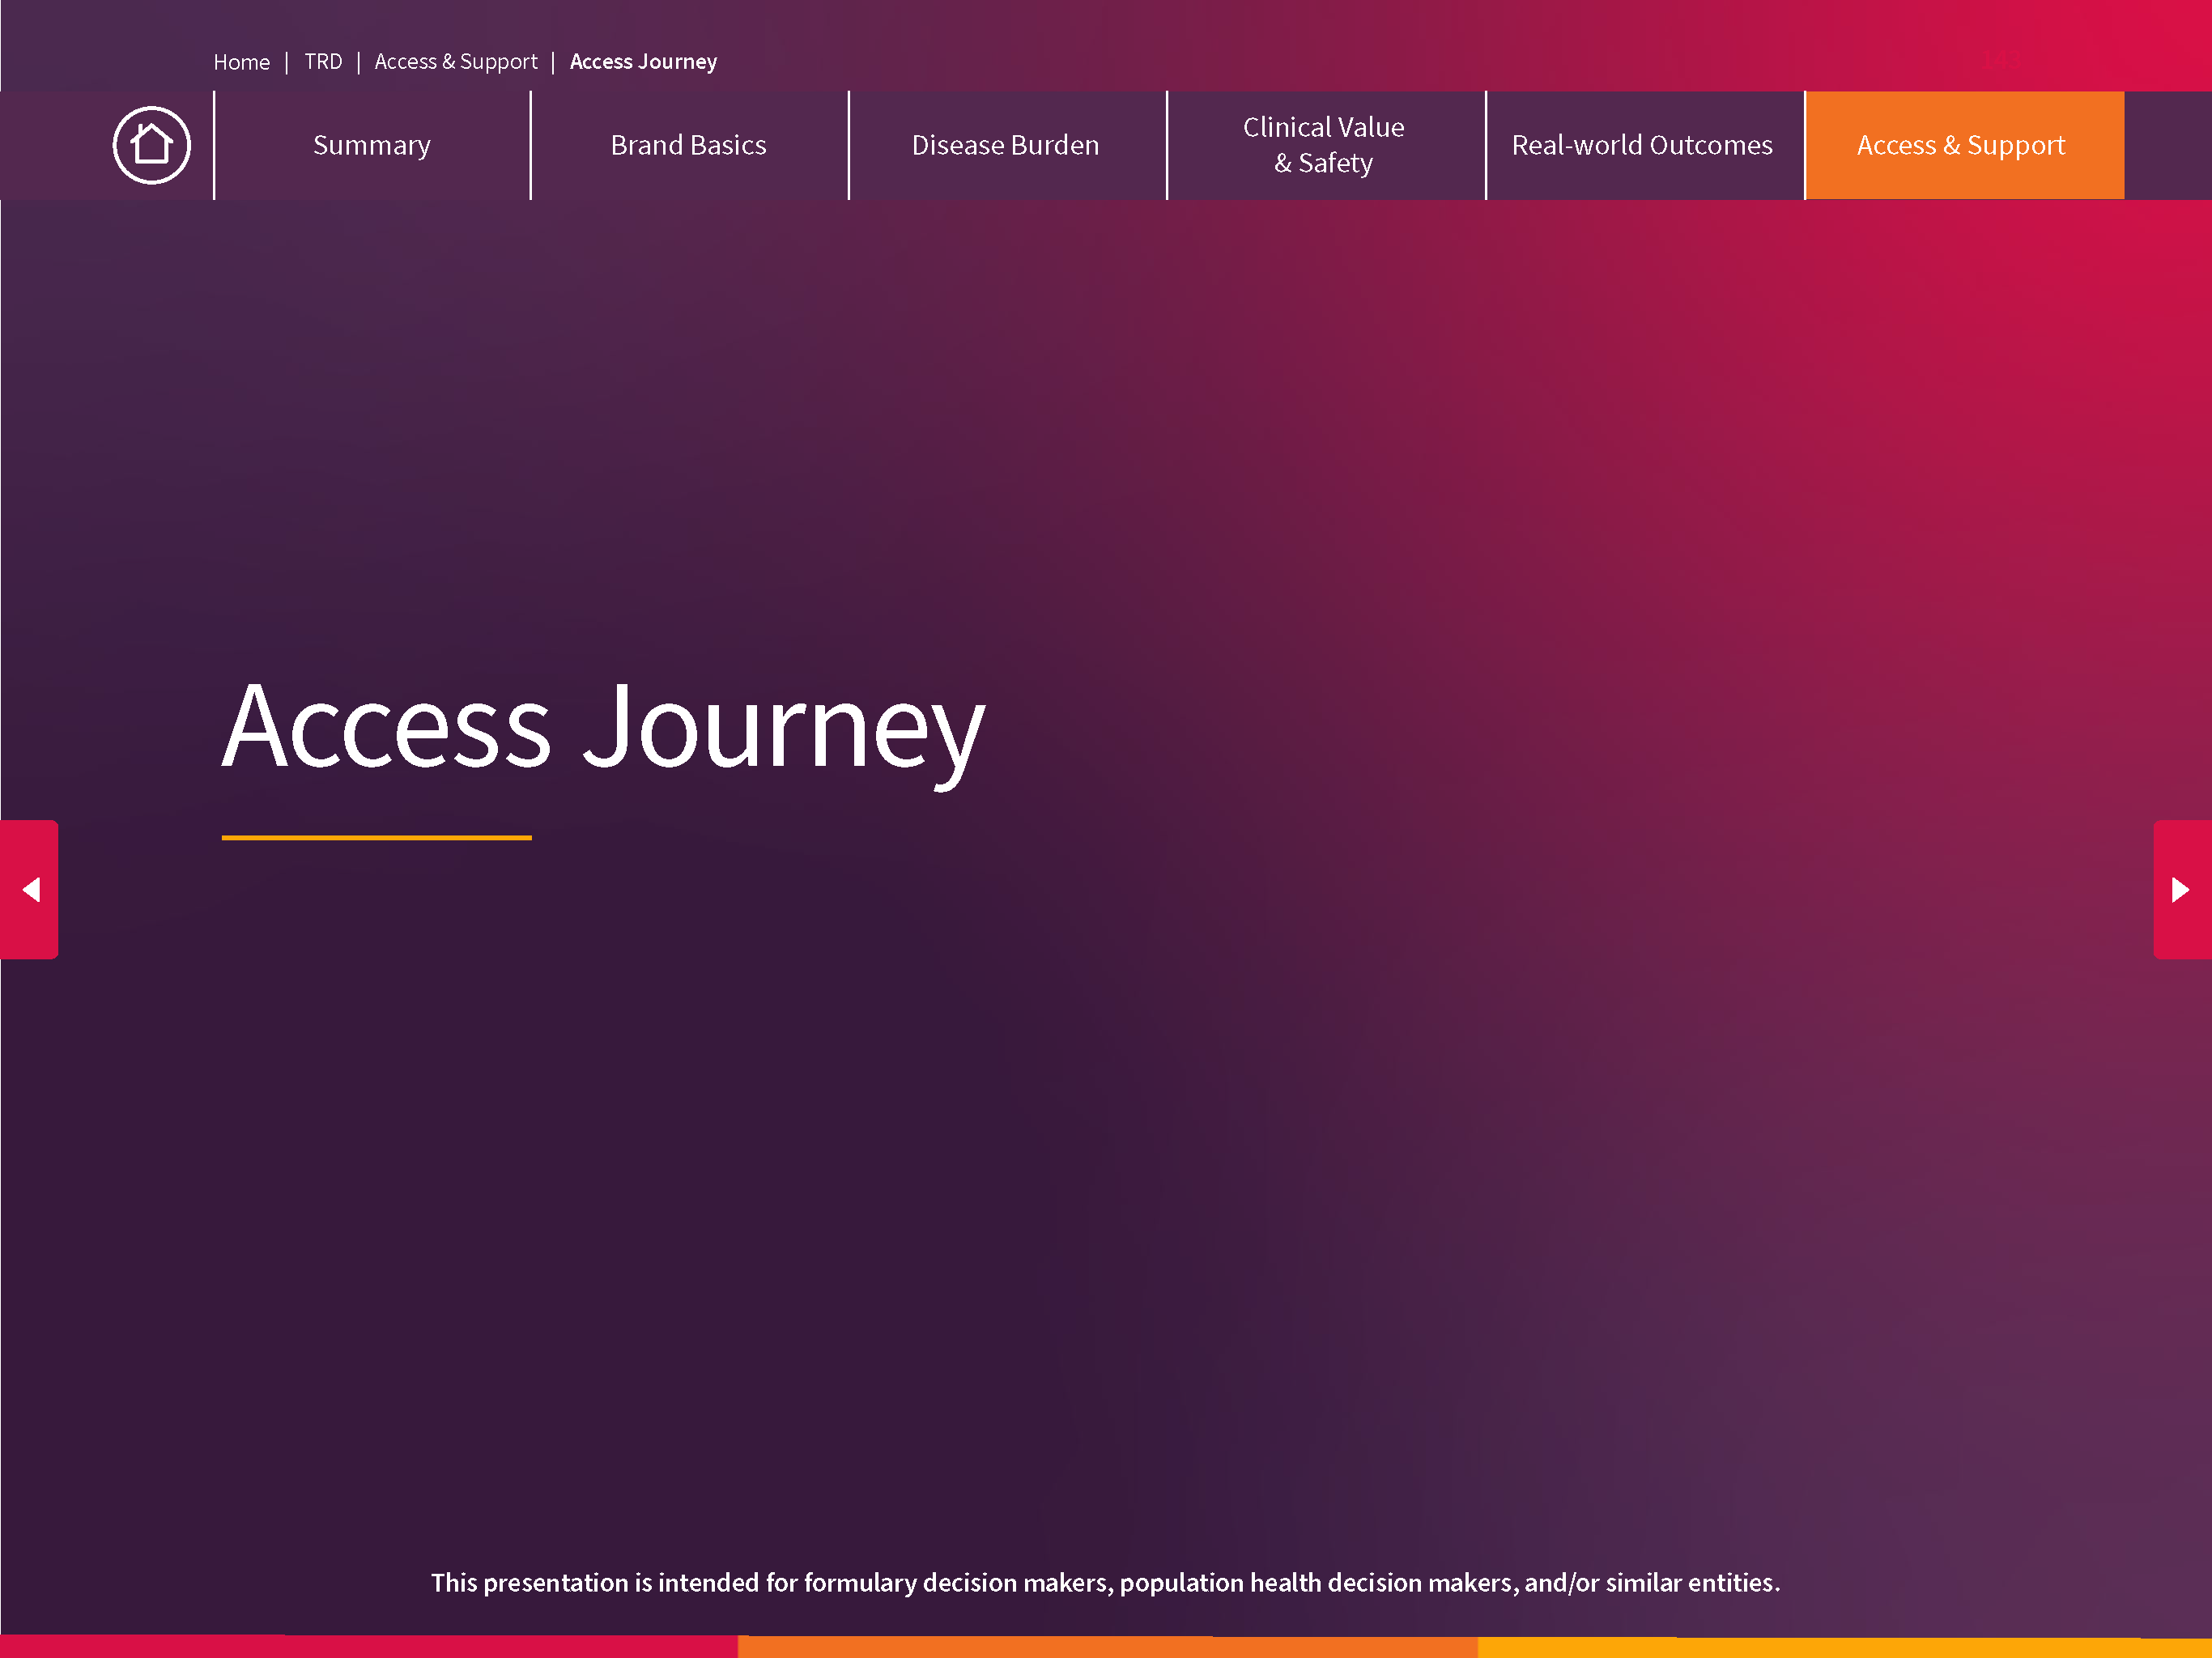 Home | TRD | Access & Support | Access Journey
Summary
Brand Basics
Disease Burden
Clinical Value
& Safety
Real-world Outcomes
Access & Support
Access Journey
This presentation is intended for formulary decision makers, population health decision makers, and/or similar entities.